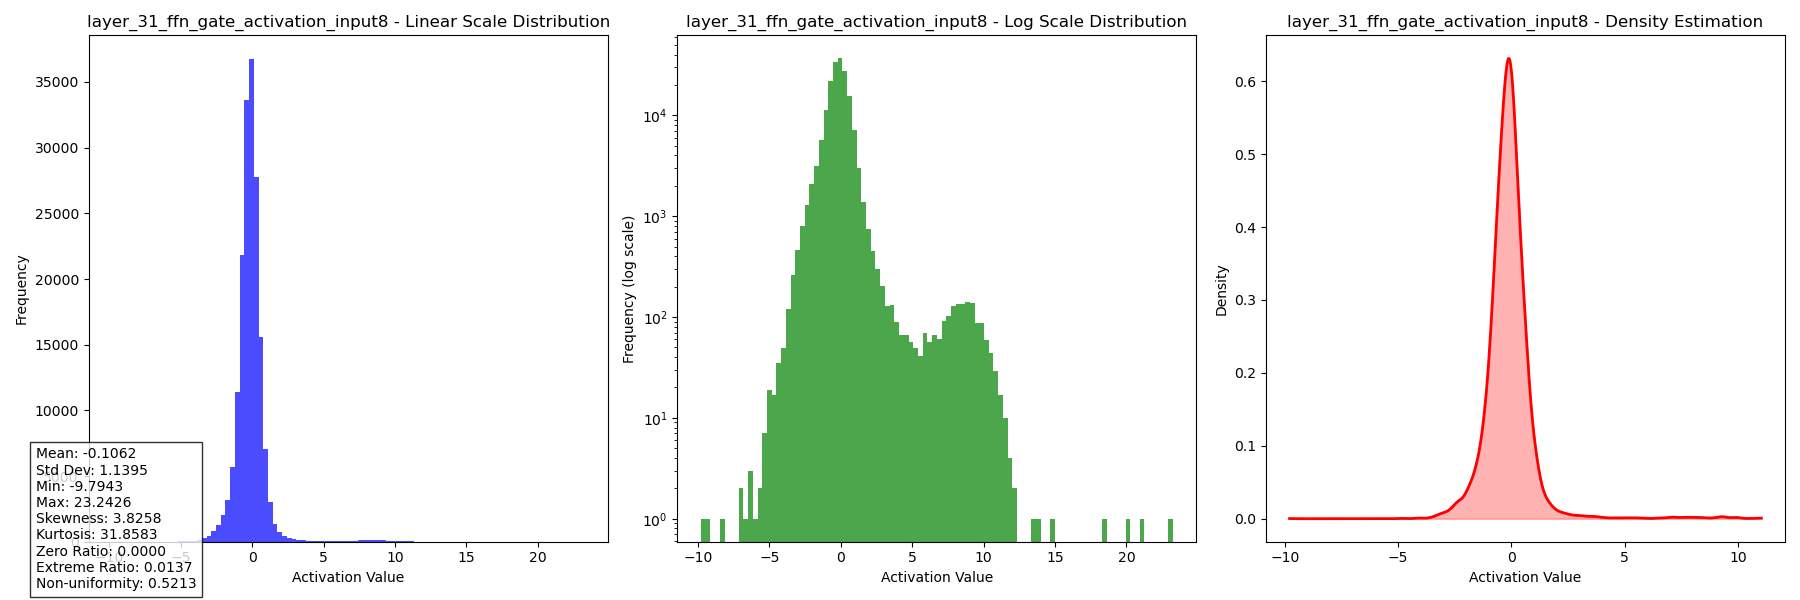 layer_31_ffn_gate_activation_input8 - Linear Scale Distribution
35000
30000
25000
20000
15000
10000
Frequency
−5
0
5
10
15
20
Activation Value
Mean: -0.1062
Std Dev: 1.1395
Min: -9.7943
Max: 23.2426
Skewness: 3.8258
Kurtosis: 31.8583
Zero Ratio: 0.0000
Extreme Ratio: 0.0137
Non-uniformity: 0.5213
layer_31_ffn_gate_activation_input8 - Log Scale Distribution
10⁴
10³
10²
10¹
10⁰
Frequency (log scale)
−10
−5
0
5
10
15
20
Activation Value
layer_31_ffn_gate_activation_input8 - Density Estimation
0.6
0.5
0.4
0.3
0.2
0.1
0.0
Density
−10
−5
0
5
10
Activation Value